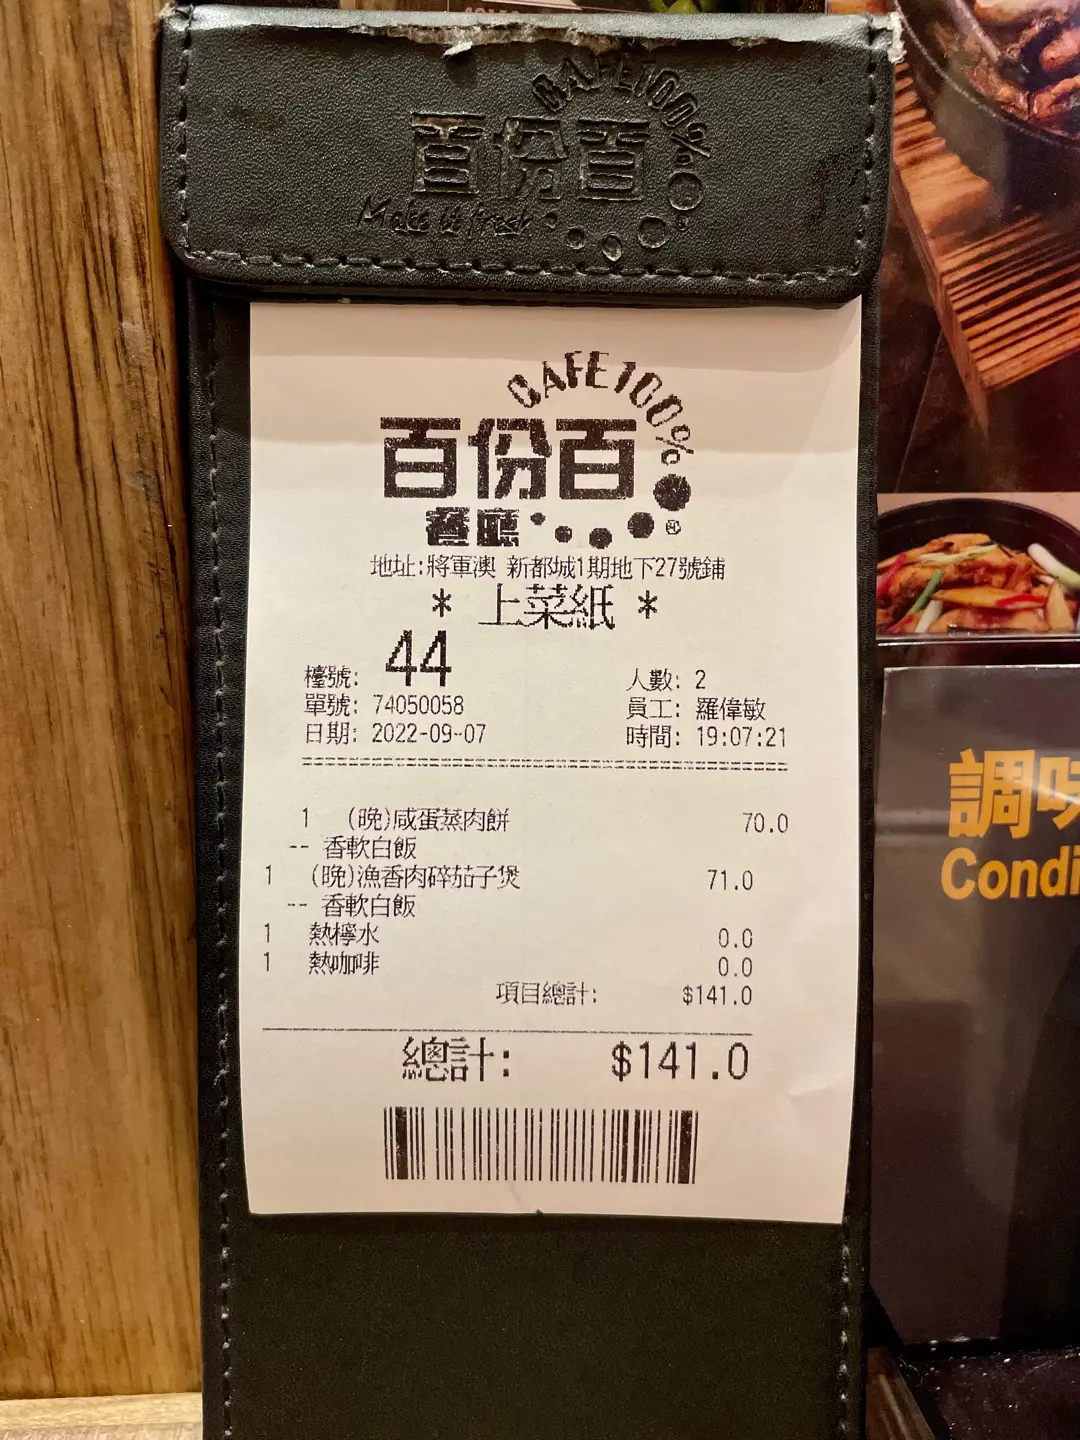 CAFE100%
百份百
CAFE100%
百份百
餐廳
地址:將軍澳 新都城1期地下27號鋪
* 上菜紙 *
檯號: 44
人數: 2
單號: 74050058
員工: 羅偉敏
日期: 2022-09-07
時間: 19:07:21
1 (晚)咸蛋蒸肉餅 70.0
-- 香軟白飯
1 (晚)漁香肉碎茄子煲 71.0
-- 香軟白飯
1 熱檸水 0.0
1 熱咖啡 0.0
項目總計: $141.0
總計: $141.0
調味
Condi